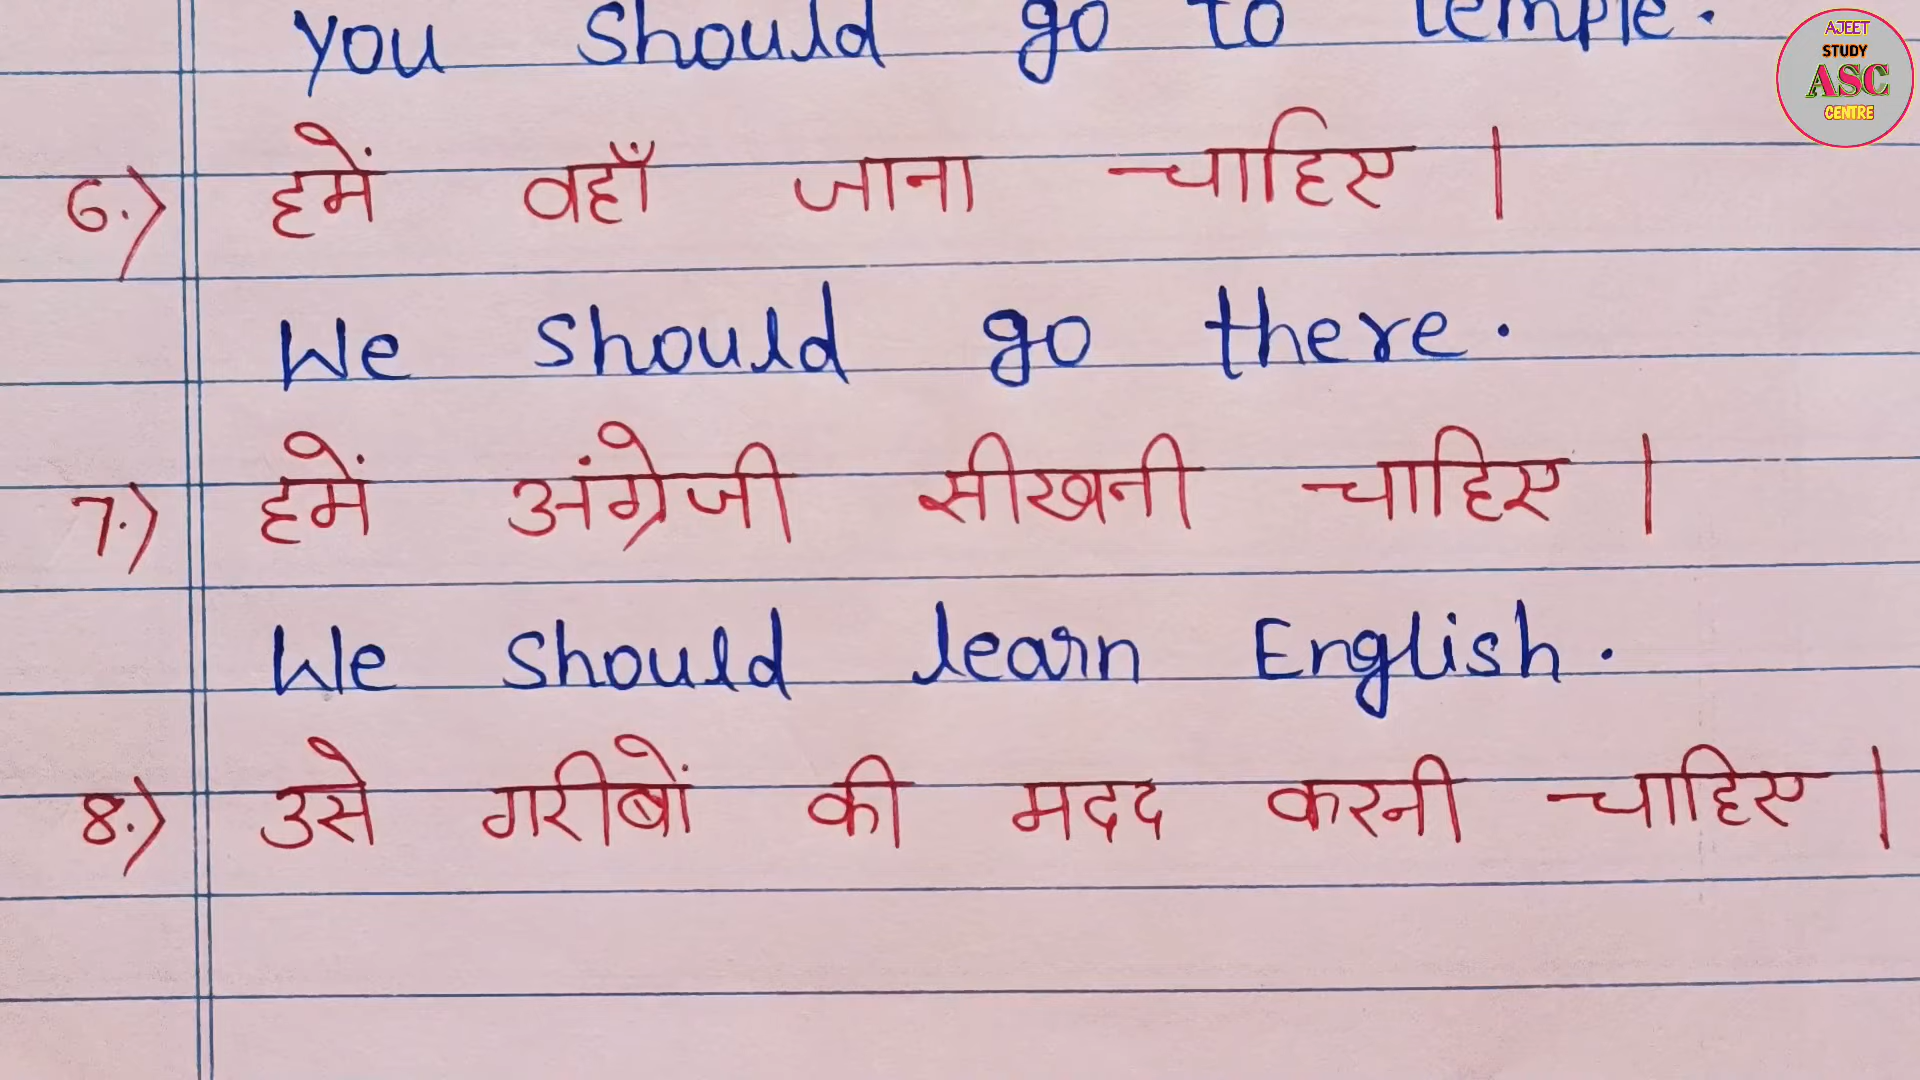 You should go to temple.
AJEET
STUDY
ASC
CENTRE
6.) हमें वहाँ जाना चाहिए |
We should go there.
7.) हमें अंग्रेजी सीखनी चाहिए |
We should learn English.
8.) उसे गरीबों की मदद करनी चाहिए |